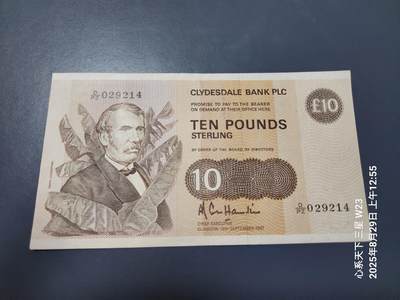 029214
CLYDESDALE BANK PLC
PROMISE TO PAY TO THE BEARER
ON DEMAND AT THEIR OFFICE HERE
£10
TEN POUNDS
STERLING
BY ORDER OF THE BOARD OF DIRECTORS
10
029214
CHIEF EXECUTIVE
心系天下三星 W23
2025年8月29日 上午12:55